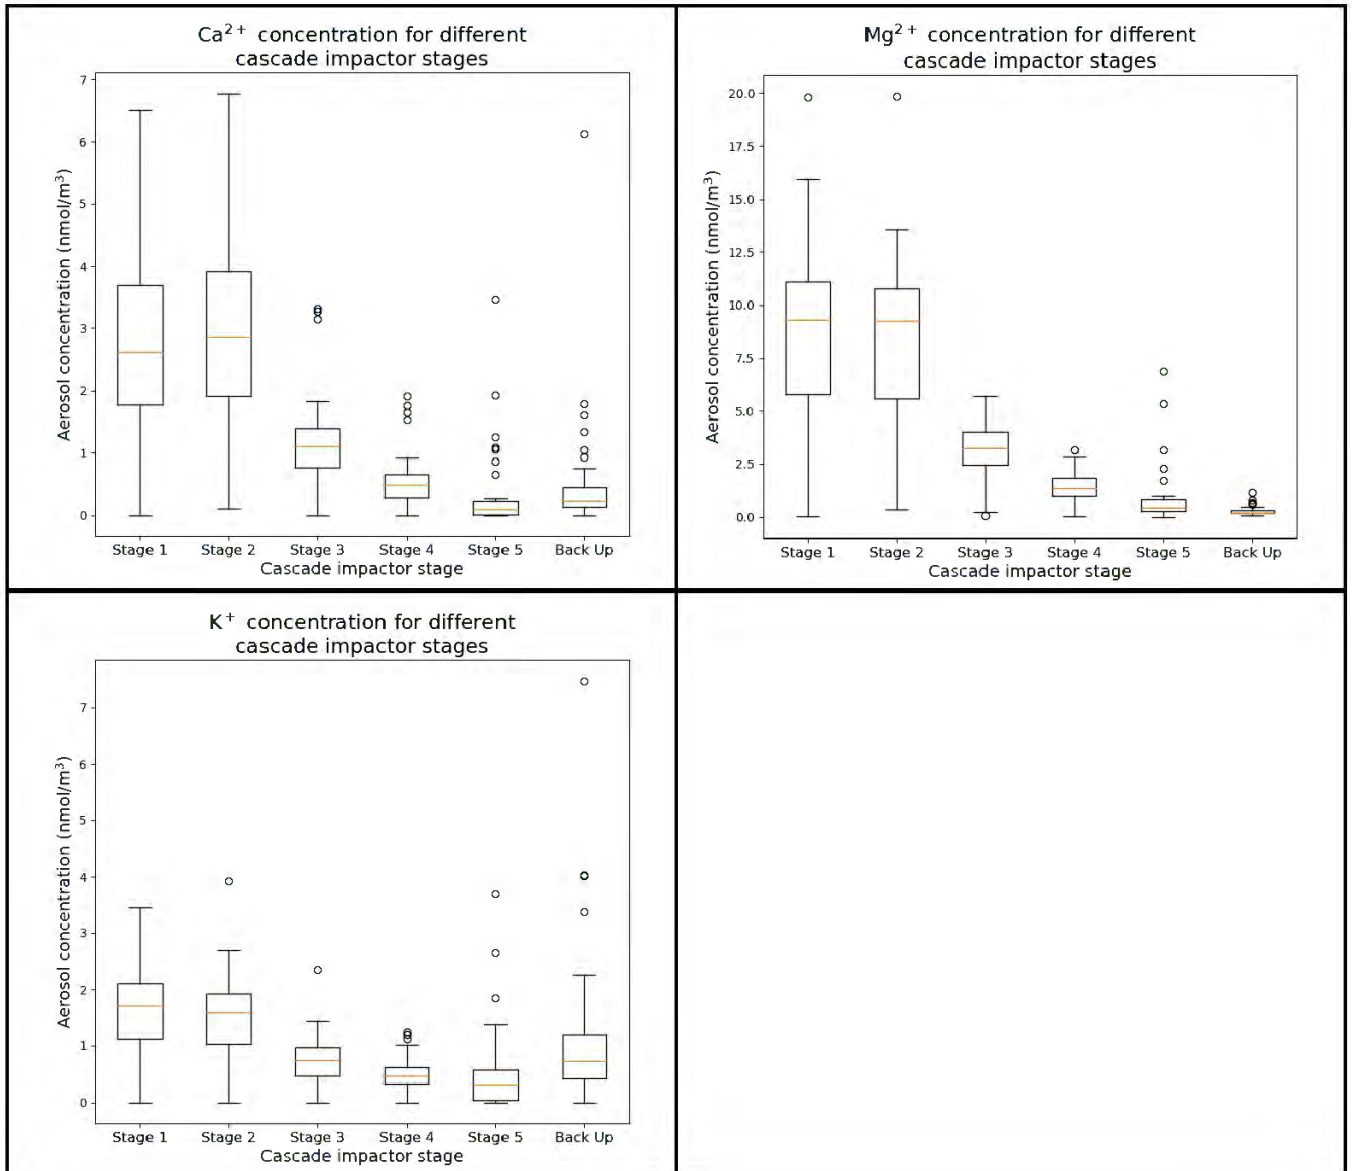 Ca²⁺ concentration for different
cascade impactor stages
7
6
5
4
3
2
1
0
Aerosol concentration (nmol/m³)
Stage 1 Stage 2 Stage 3 Stage 4 Stage 5 Back Up
Cascade impactor stage
Mg²⁺ concentration for different
cascade impactor stages
20.0
17.5
15.0
12.5
10.0
7.5
5.0
2.5
0.0
Aerosol concentration (nmol/m³)
Stage 1 Stage 2 Stage 3 Stage 4 Stage 5 Back Up
Cascade impactor stage
K⁺ concentration for different
cascade impactor stages
7
6
5
4
3
2
1
0
Aerosol concentration (nmol/m³)
Stage 1 Stage 2 Stage 3 Stage 4 Stage 5 Back Up
Cascade impactor stage